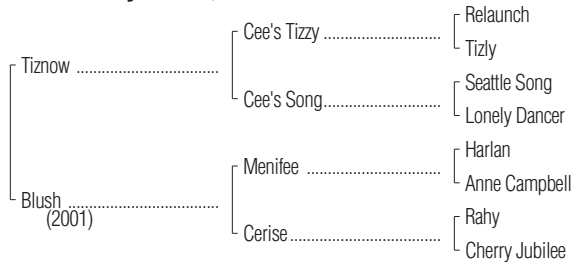 Relaunch
Cee's Tizzy ..............................
Tizly
Tiznow .....................................
Seattle Song
Cee's Song...............................
Lonely Dancer
Harlan
Menifee ..................................
Anne Campbell
Blush.......................................
(2001)
Rahy
Cerise......................................
Cherry Jubilee